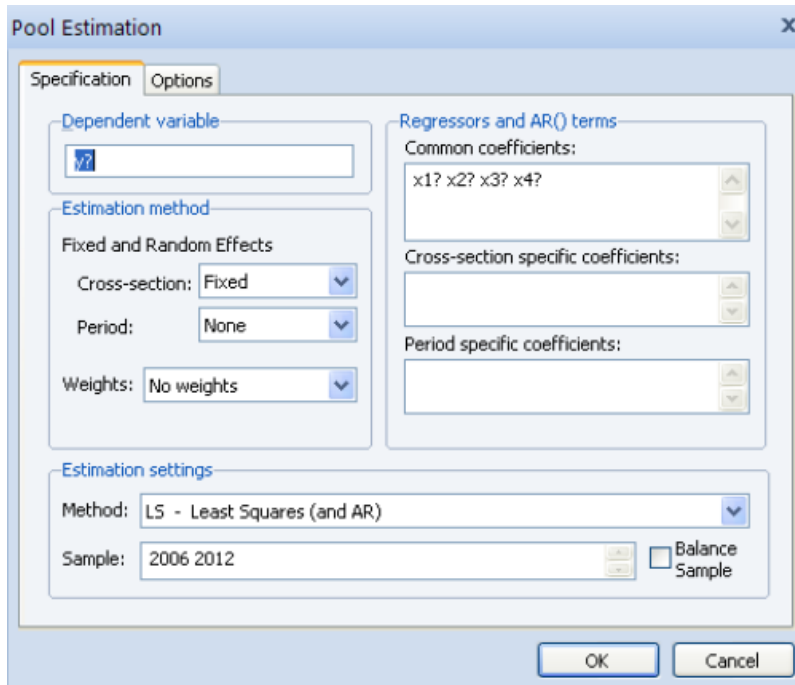 Pool Estimation
Specification
Options
Dependent variable
y?
Estimation method
Fixed and Random Effects
Cross-section: Fixed
Period: None
Weights: No weights
Regressors and AR() terms
Common coefficients:
x1? x2? x3? x4?
Cross-section specific coefficients:
Period specific coefficients:
Estimation settings
Method: LS - Least Squares (and AR)
Sample: 2006 2012
Balance
Sample
OK
Cancel